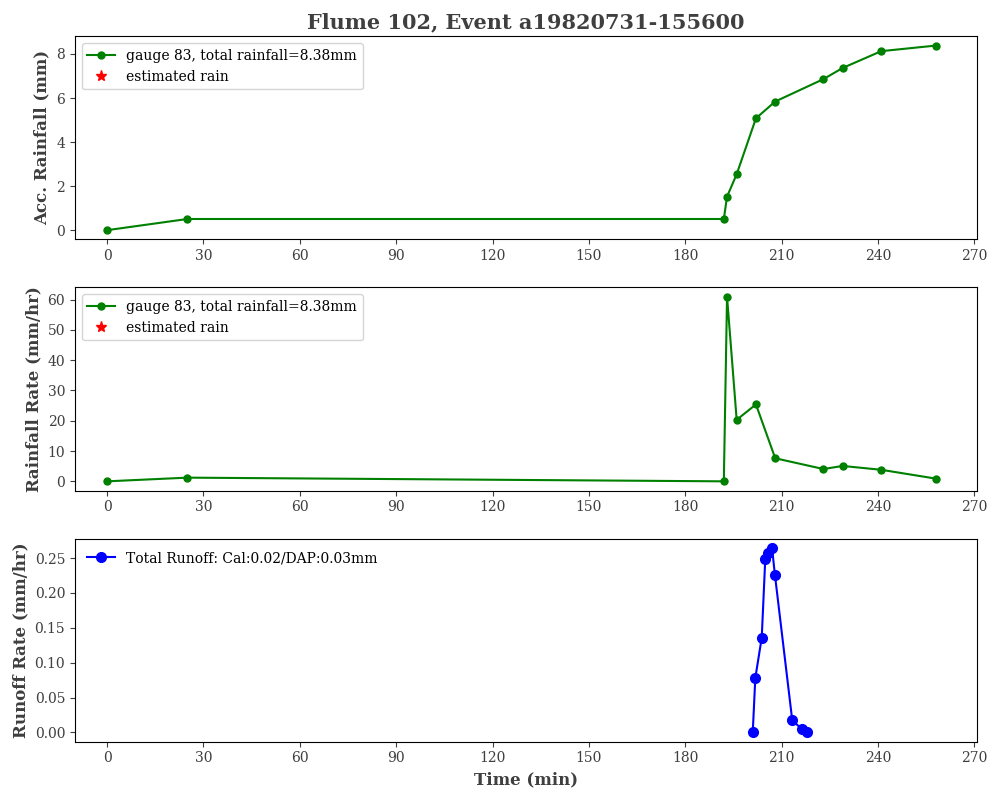 Flume 102, Event a19820731-155600
Acc. Rainfall (mm)
8
6
4
2
0
gauge 83, total rainfall=8.38mm
estimated rain
0 30 60 90 120 150 180 210 240 270
Rainfall Rate (mm/hr)
60
50
40
30
20
10
0
gauge 83, total rainfall=8.38mm
estimated rain
0 30 60 90 120 150 180 210 240 270
Runoff Rate (mm/hr)
0.25
0.20
0.15
0.10
0.05
0.00
Total Runoff: Cal:0.02/DAP:0.03mm
0 30 60 90 120 150 180 210 240 270
Time (min)